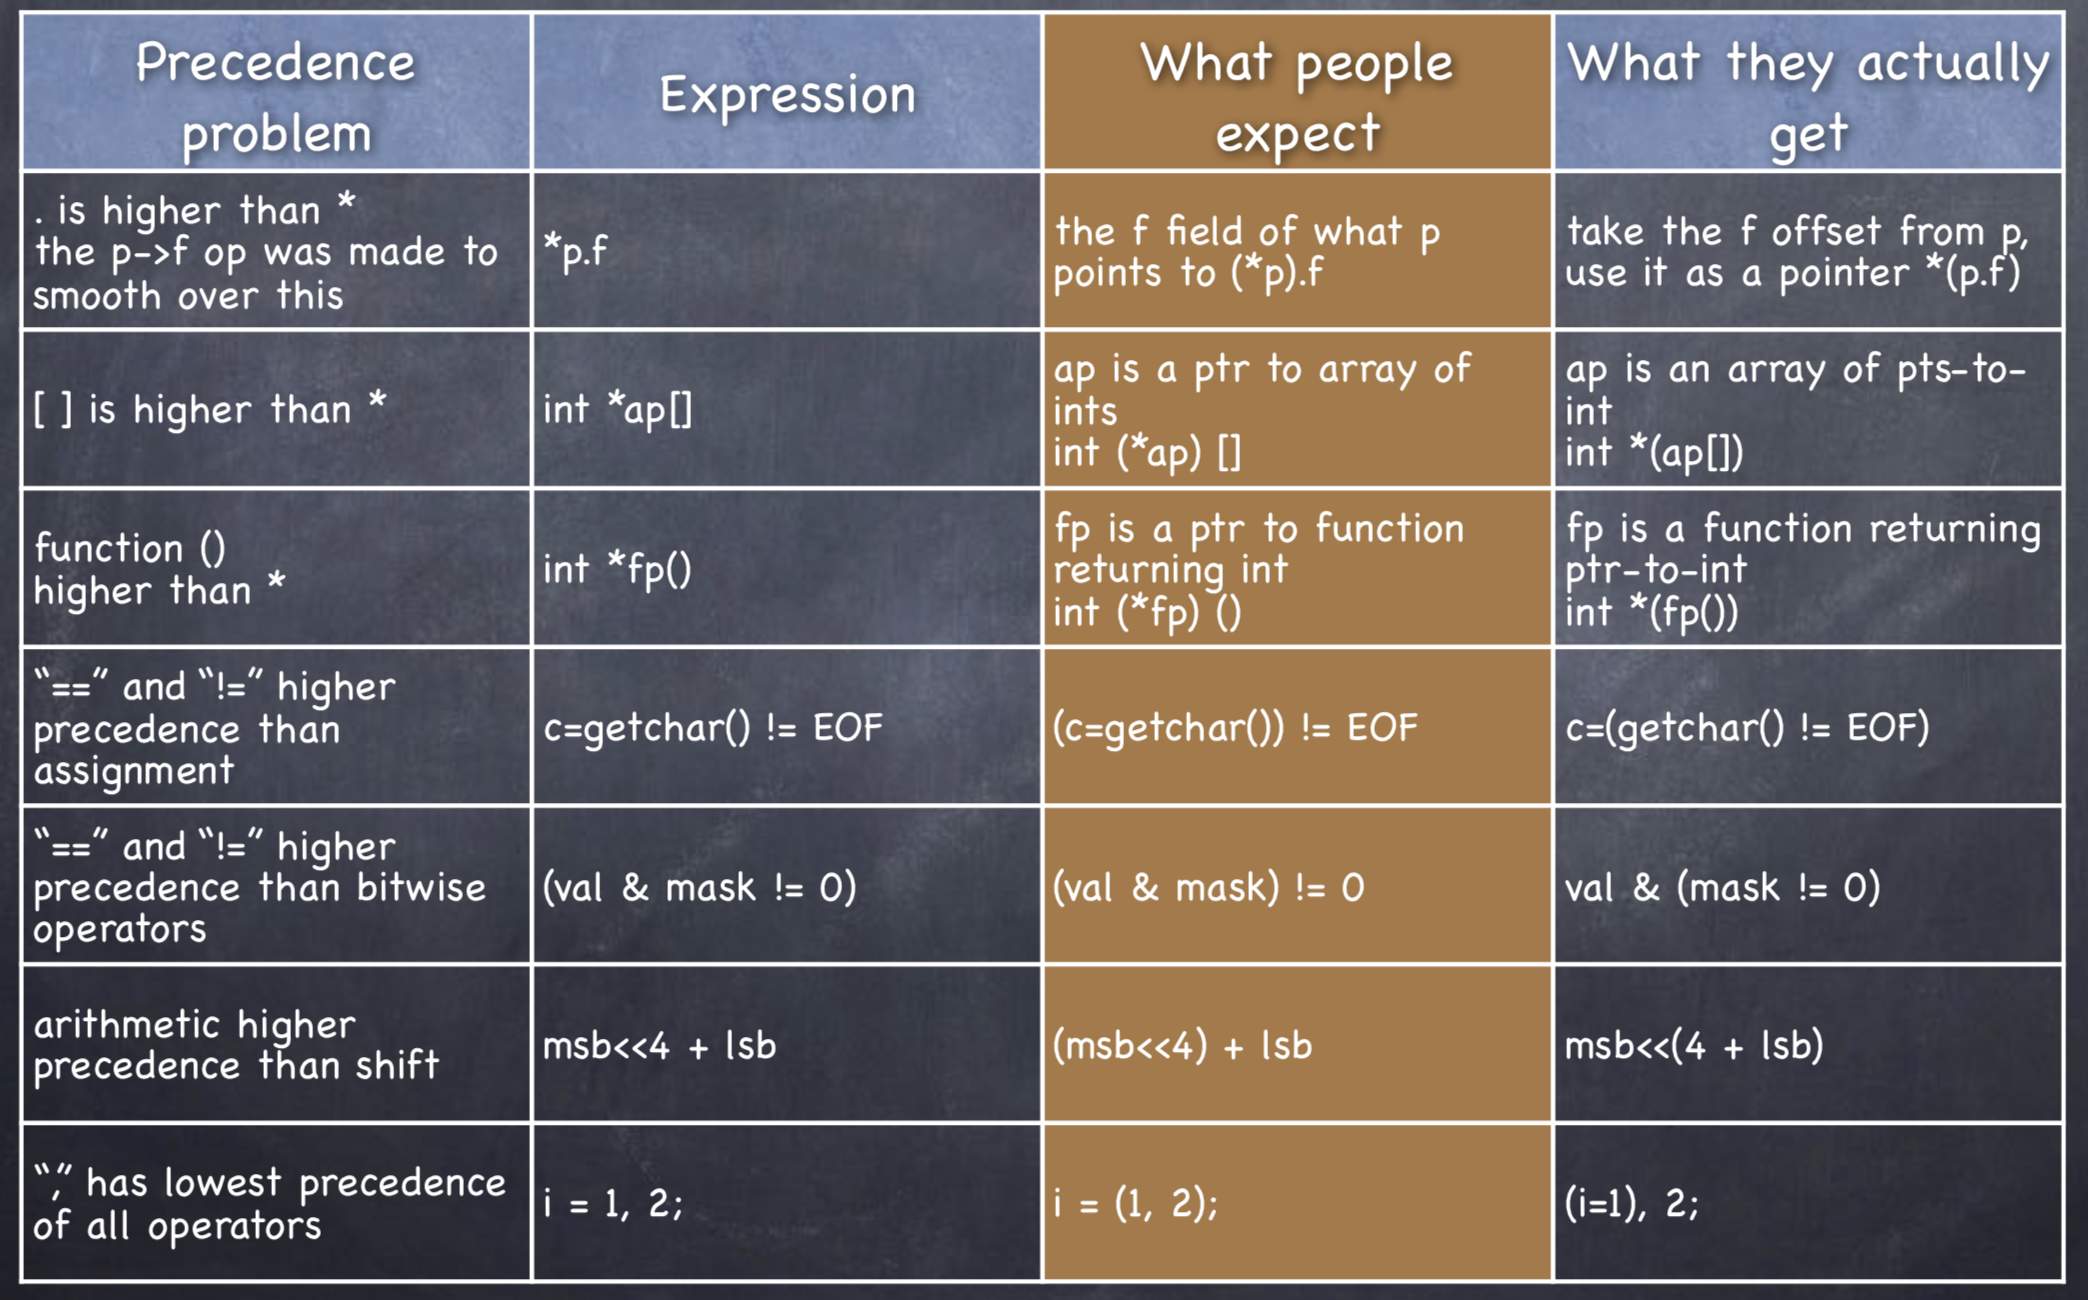 Precedence
problem
Expression
What people
expect
What they actually
get
. is higher than *
the p->f op was made to
smooth over this
*p.f
the f field of what p
points to (*p).f
take the f offset from p,
use it as a pointer *(p.f)
[ ] is higher than *
int *ap[]
ap is a ptr to array of
ints
int (*ap) []
ap is an array of pts-to-
int
int *(ap[])
function ()
higher than *
int *fp()
fp is a ptr to function
returning int
int (*fp) ()
fp is a function returning
ptr-to-int
int *(fp())
“==” and “!=” higher
precedence than
assignment
c=getchar() != EOF
(c=getchar()) != EOF
c=(getchar() != EOF)
“==” and “!=” higher
precedence than bitwise
operators
(val & mask != 0)
(val & mask) != 0
val & (mask != 0)
arithmetic higher
precedence than shift
msb<<4 + lsb
(msb<<4) + lsb
msb<<(4 + lsb)
“,” has lowest precedence
of all operators
i = 1, 2;
i = (1, 2);
(i=1), 2;